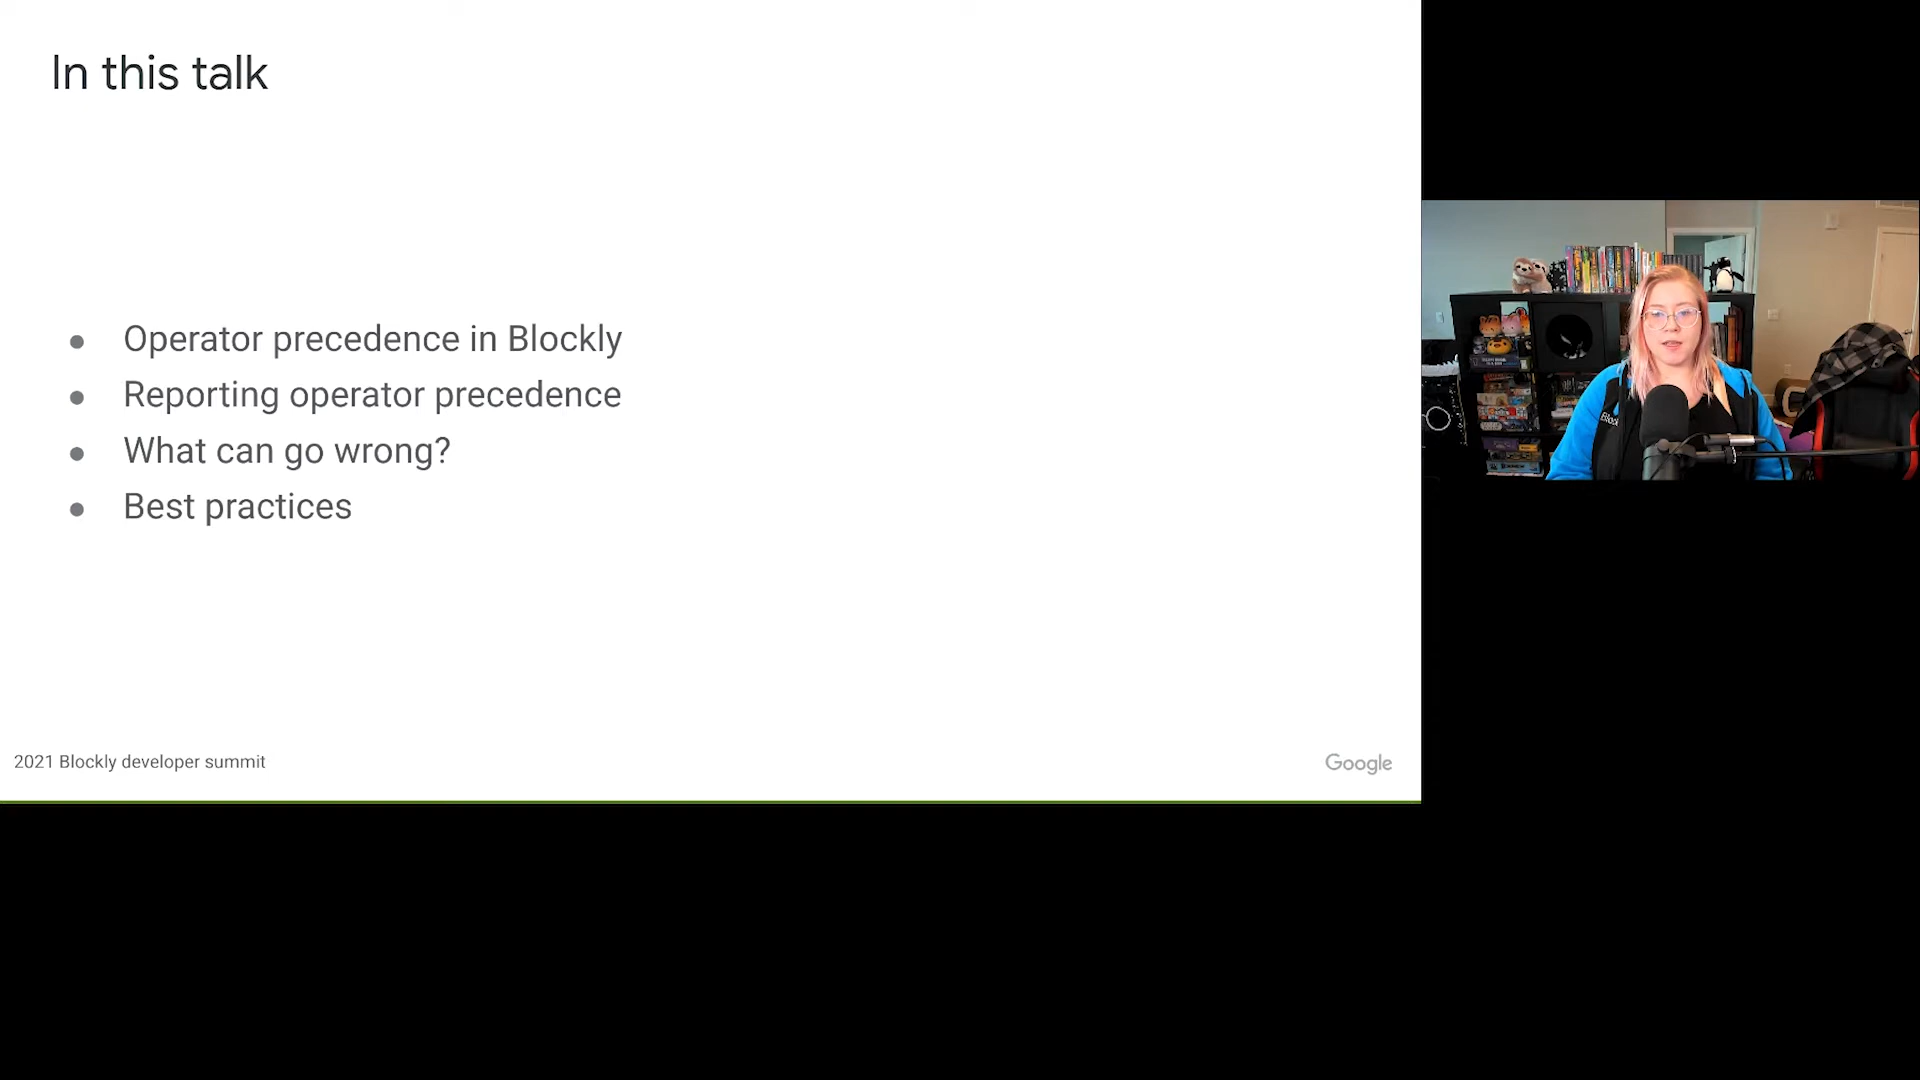 In this talk
Operator precedence in Blockly
Reporting operator precedence
What can go wrong?
Best practices
2021 Blockly developer summit
Google